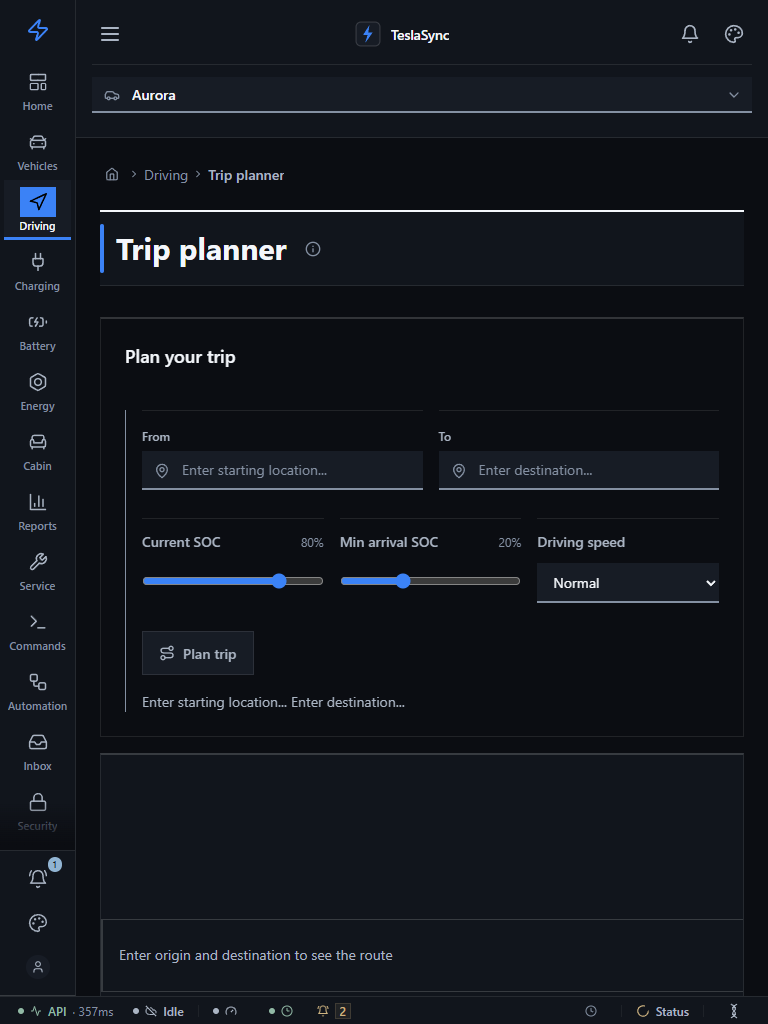 TeslaSync
Aurora
Home
Vehicles
Driving
Charging
Battery
Energy
Cabin
Reports
Service
Commands
Automation
Inbox
Security
1
Driving
Trip planner
Trip planner
Plan your trip
From
To
Enter starting location...
Enter destination...
Current SOC
80%
Min arrival SOC
20%
Driving speed
Normal
Plan trip
Enter starting location... Enter destination...
Enter origin and destination to see the route
API · 357ms
Idle
2
Status